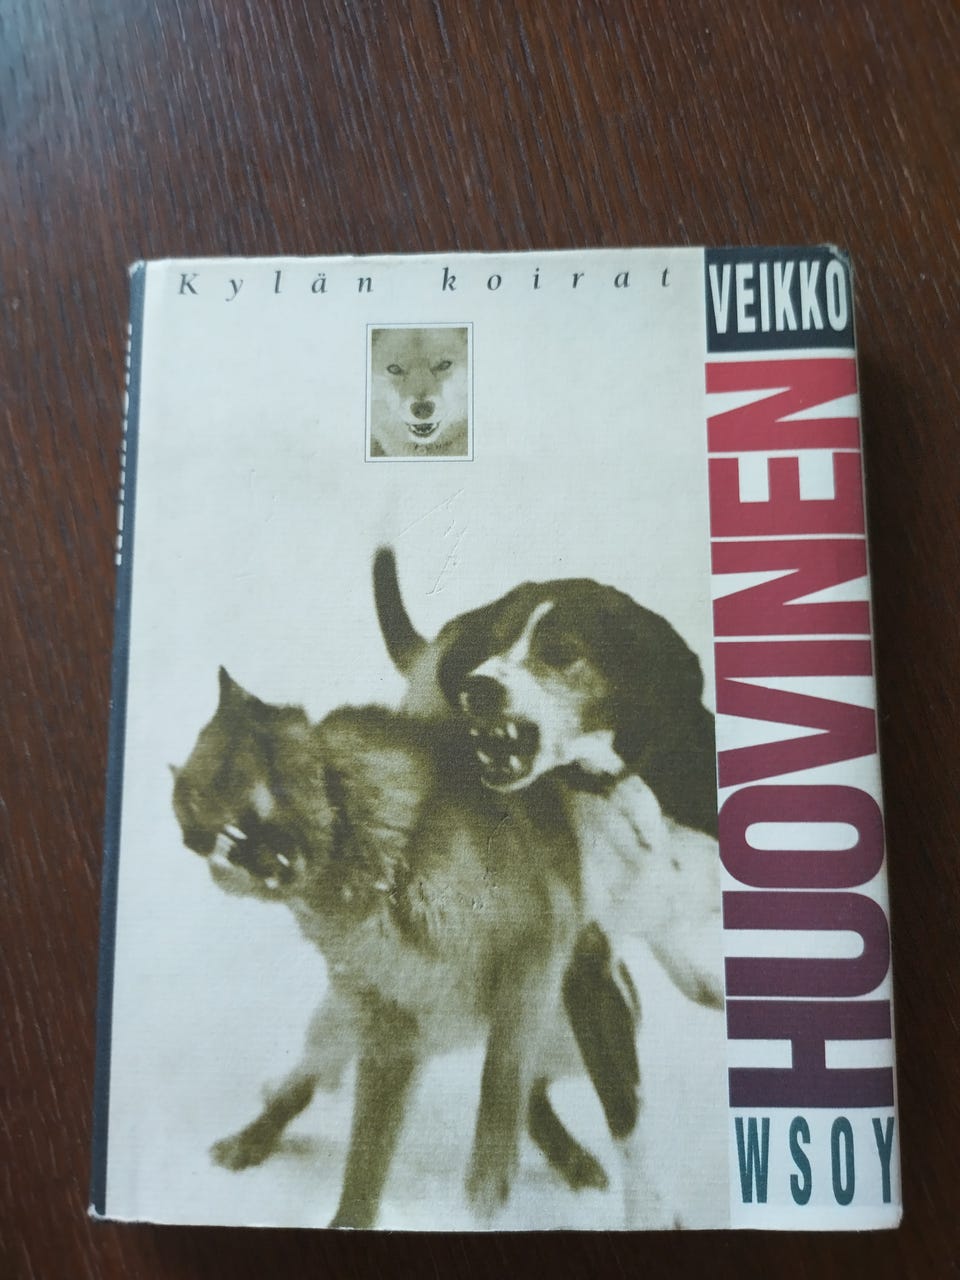 Kylän koirat
VEIKKO
HUOVINEN
WSOY